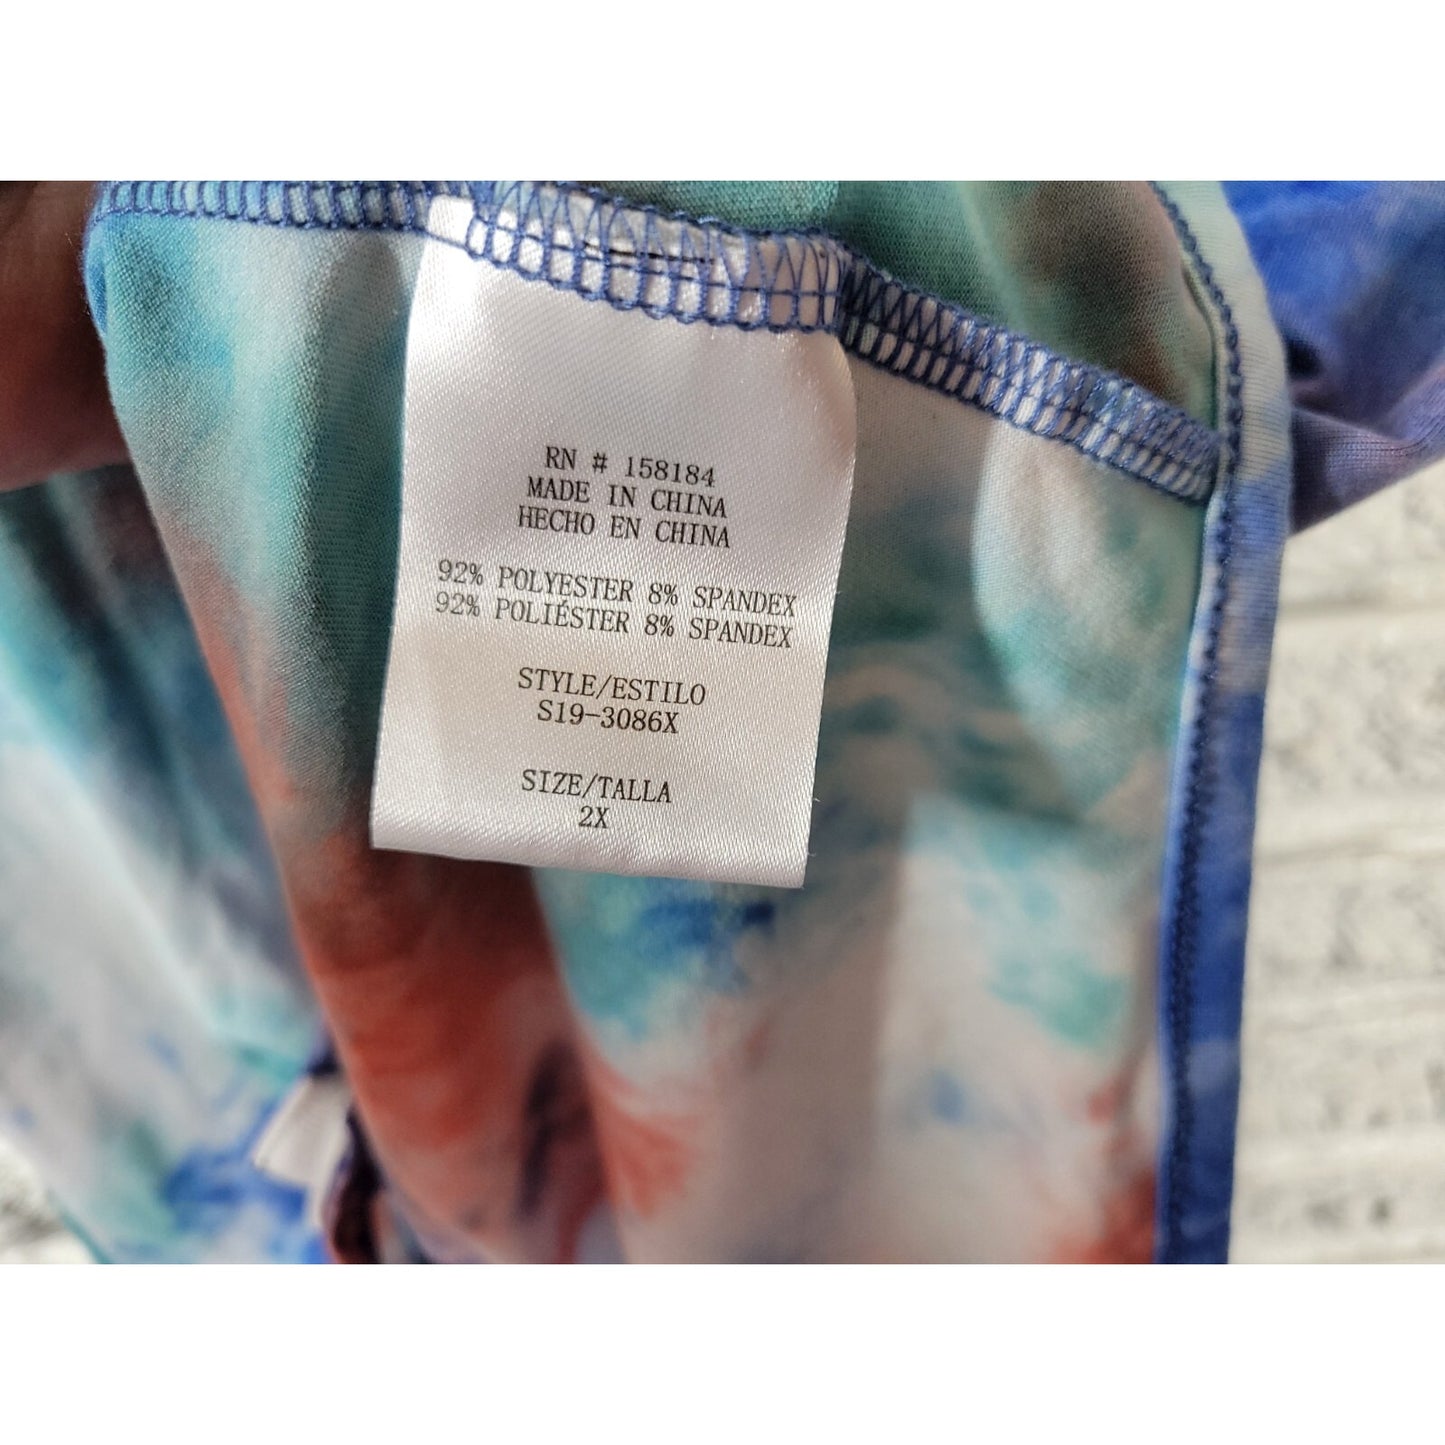 RN # 158184
MADE IN CHINA
HECHO EN CHINA
92% POLYESTER 8% SPANDEX
92% POLIÉSTER 8% SPANDEX
STYLE/ESTILO
S19-3086X
SIZE/TALLA
2X